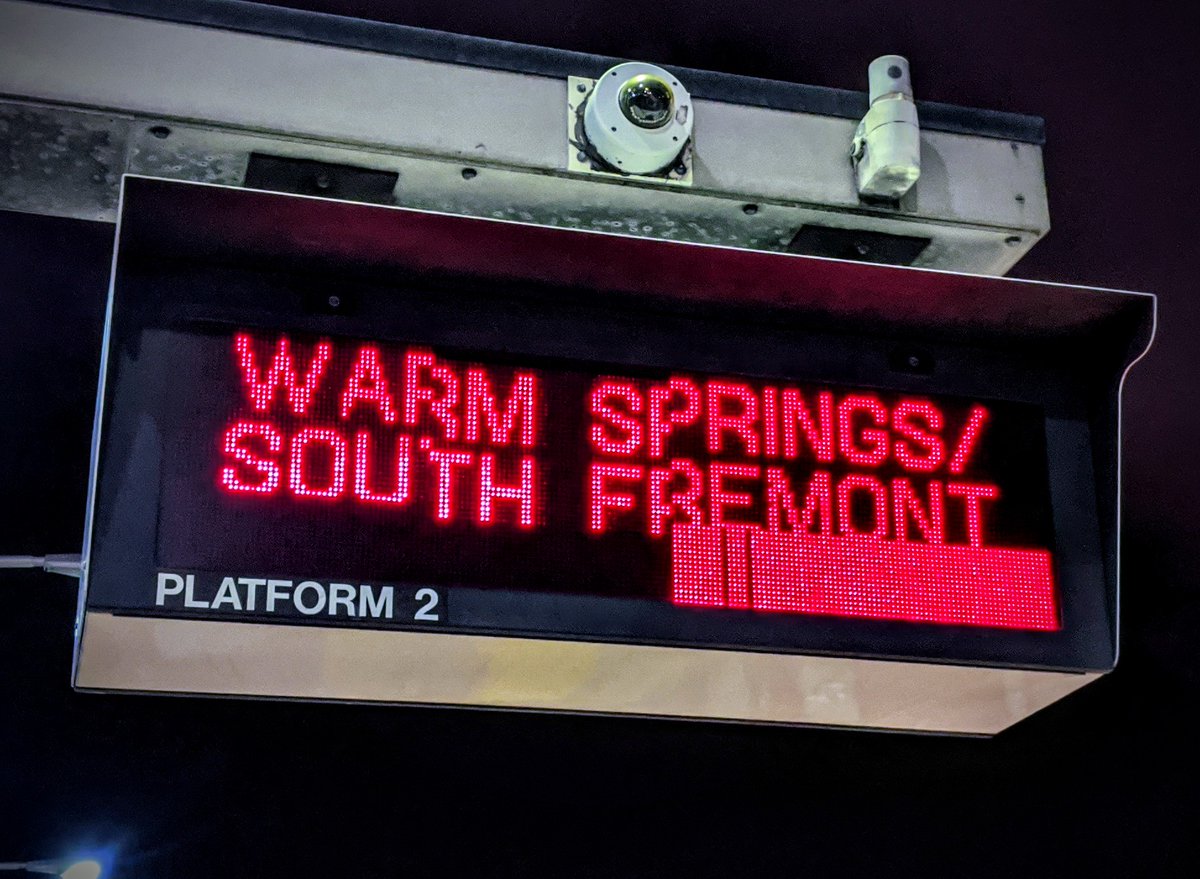 WARM SPRINGS/
SOUTH FREMONT
PLATFORM 2